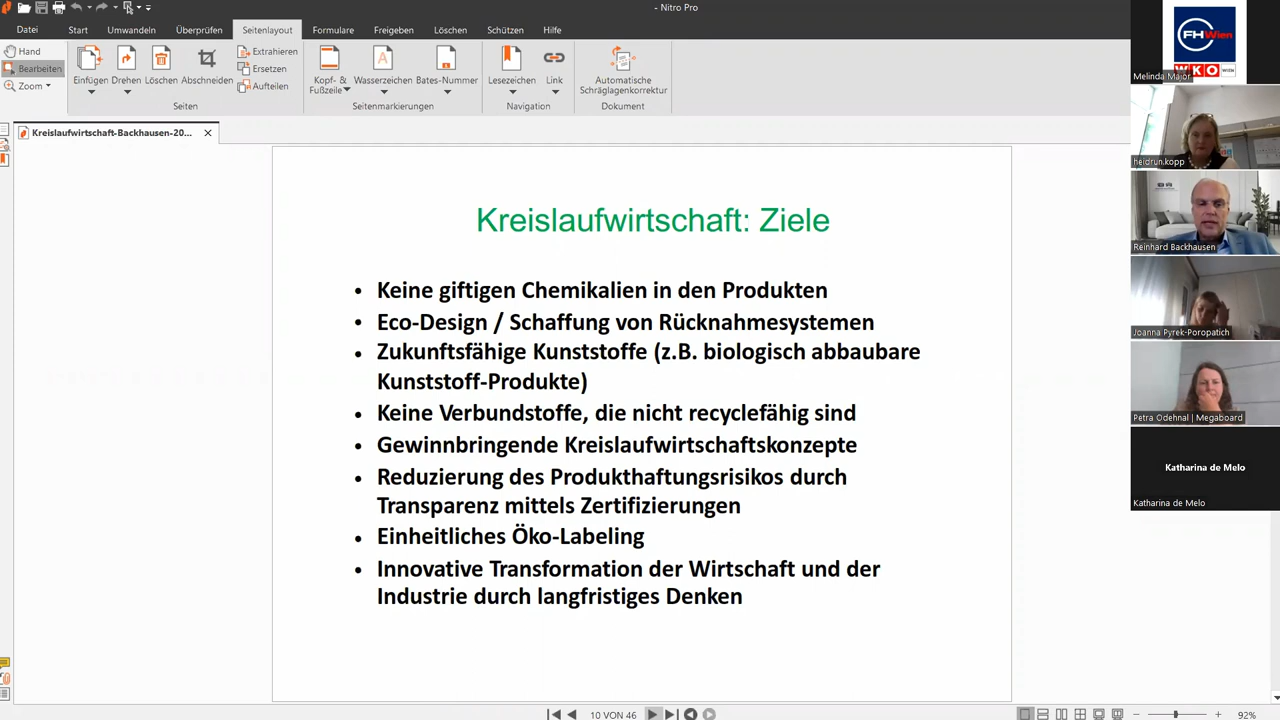 - Nitro Pro
Datei Start Umwandeln Überprüfen Seitenlayout Formulare Freigeben Löschen Schützen Hilfe
Hand
Bearbeiten
Zoom
Einfügen Drehen Löschen Abschneiden
Extrahieren
Ersetzen
Aufteilen
Seiten
Kopf- & Fußzeile
Wasserzeichen
Bates-Nummer
Seitenmarkierungen
Lesezeichen
Link
Navigation
Automatische
Schräglagenkorrektur
Dokument
Kreislaufwirtschaft-Backhausen-20...
Kreislaufwirtschaft: Ziele
• Keine giftigen Chemikalien in den Produkten
• Eco-Design / Schaffung von Rücknahmesystemen
• Zukunftsfähige Kunststoffe (z.B. biologisch abbaubare
Kunststoff-Produkte)
• Keine Verbundstoffe, die nicht recyclefähig sind
• Gewinnbringende Kreislaufwirtschaftskonzepte
• Reduzierung des Produkthaftungsrisikos durch
Transparenz mittels Zertifizierungen
• Einheitliches Öko-Labeling
• Innovative Transformation der Wirtschaft und der
Industrie durch langfristiges Denken
10 VON 46
92%
FHWien
WKO WIEN
Melinda Major
heidrun.kopp
Reinhard Backhausen
Joanna Pyrek-Poropatich
Petra Odehnal | Megaboard
Katharina de Melo
Katharina de Melo